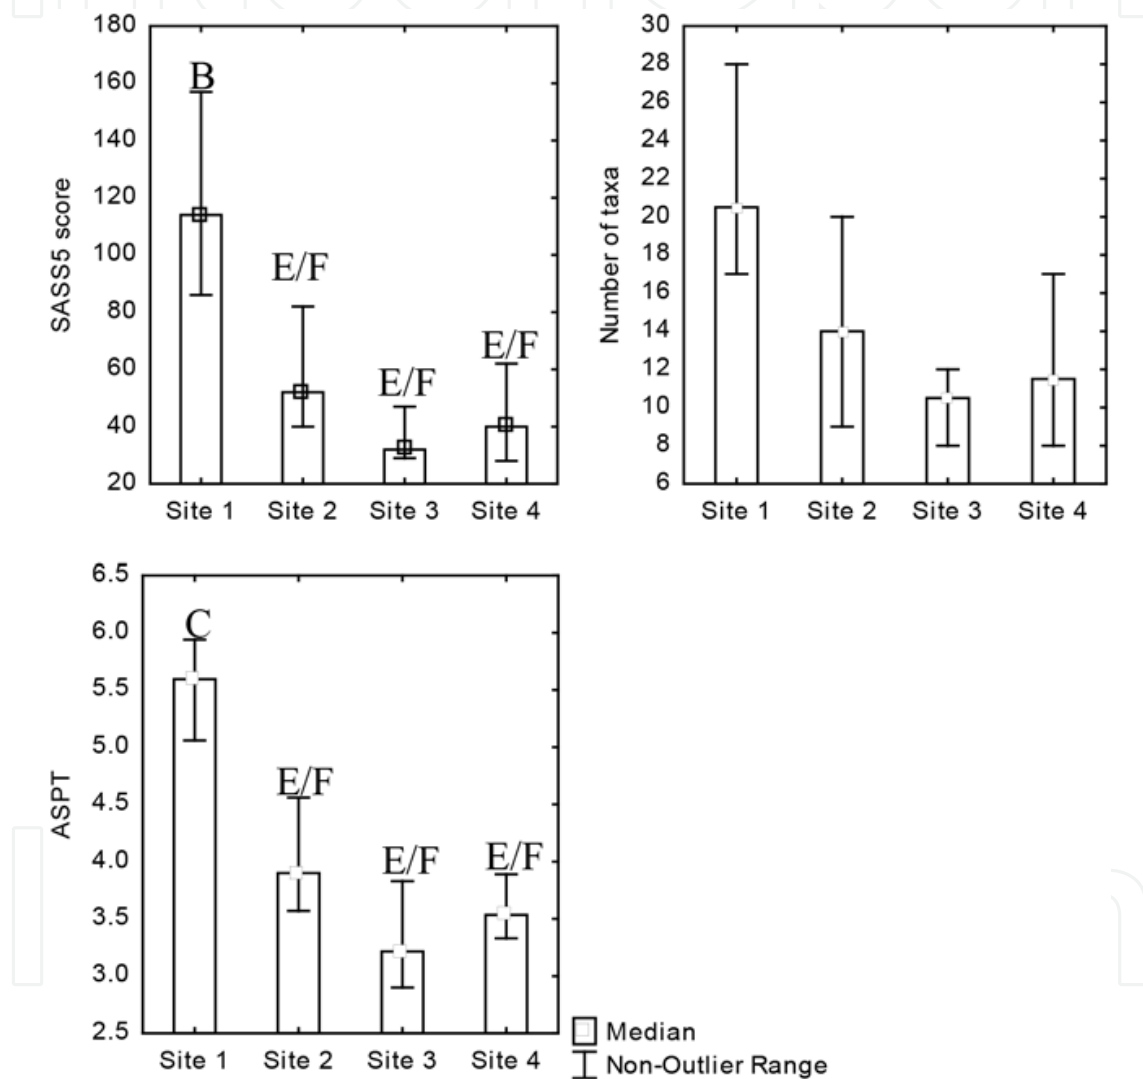 180
160
140
120
100
80
60
40
20
SASS5 score
B
E/F
E/F
E/F
Site 1 Site 2 Site 3 Site 4
30
28
26
24
22
20
18
16
14
12
10
8
6
Number of taxa
Site 1 Site 2 Site 3 Site 4
6.5
6.0
5.5
5.0
4.5
4.0
3.5
3.0
2.5
ASPT
C
E/F
E/F
E/F
Site 1 Site 2 Site 3 Site 4
Median
Non-Outlier Range